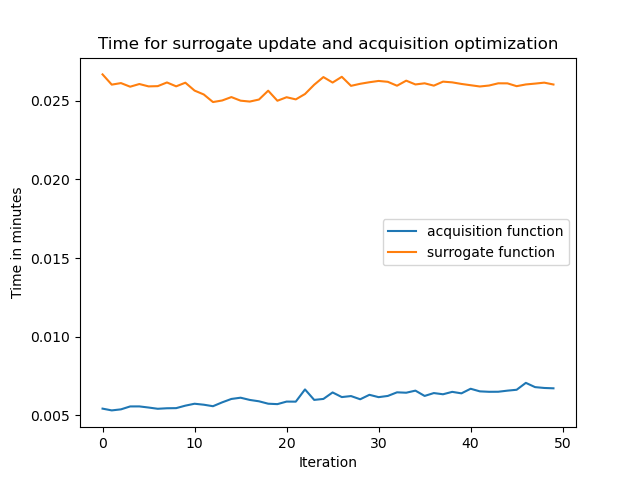 Time for surrogate update and acquisition optimization
0.025
0.020
0.015
0.010
0.005
Time in minutes
acquisition function
surrogate function
0 10 20 30 40 50
Iteration